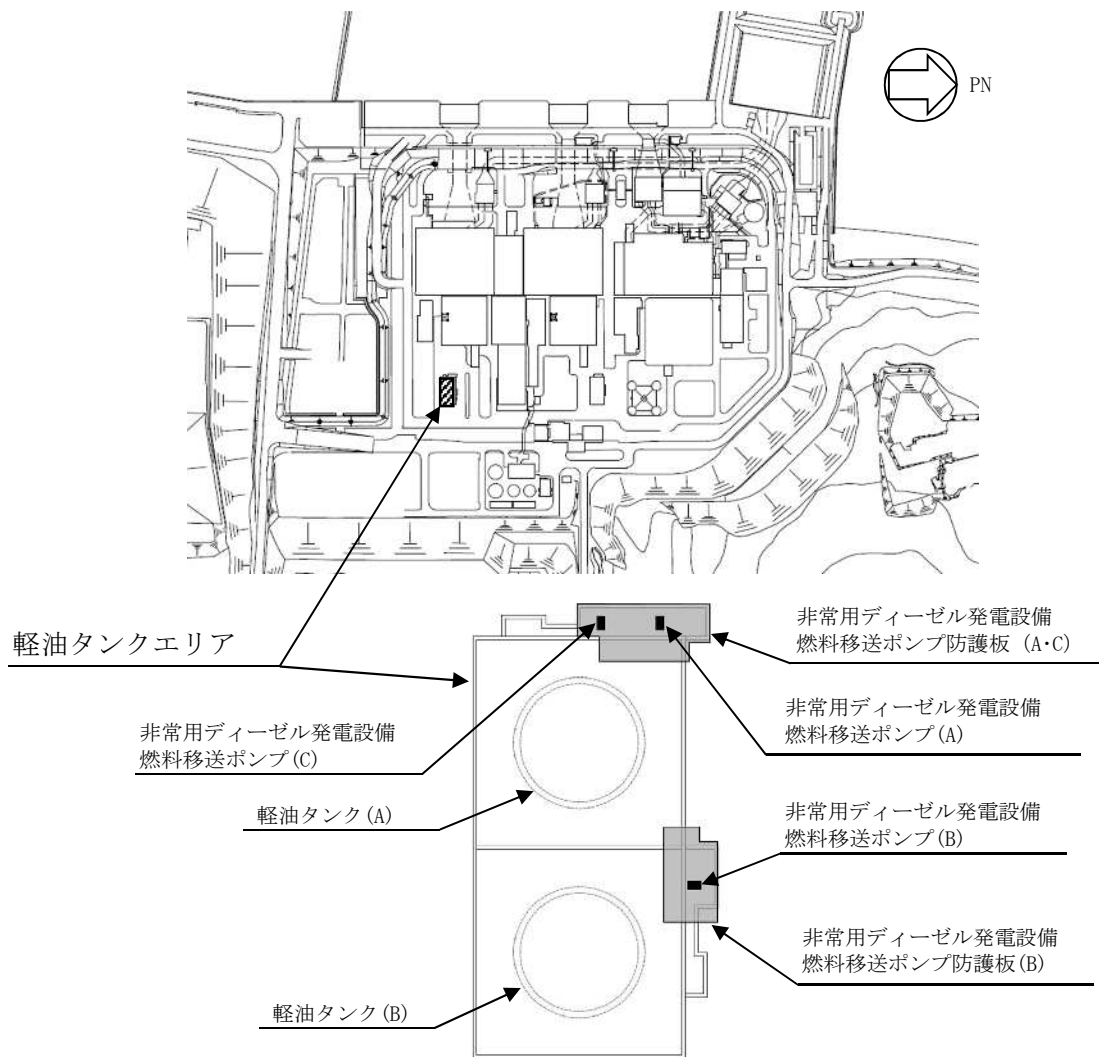 PN
軽油タンクエリア
非常用ディーゼル発電設備
燃料移送ポンプ防護板 (A･C)
非常用ディーゼル発電設備
燃料移送ポンプ(A)
非常用ディーゼル発電設備
燃料移送ポンプ(C)
軽油タンク(A)
非常用ディーゼル発電設備
燃料移送ポンプ(B)
非常用ディーゼル発電設備
燃料移送ポンプ防護板(B)
軽油タンク(B)